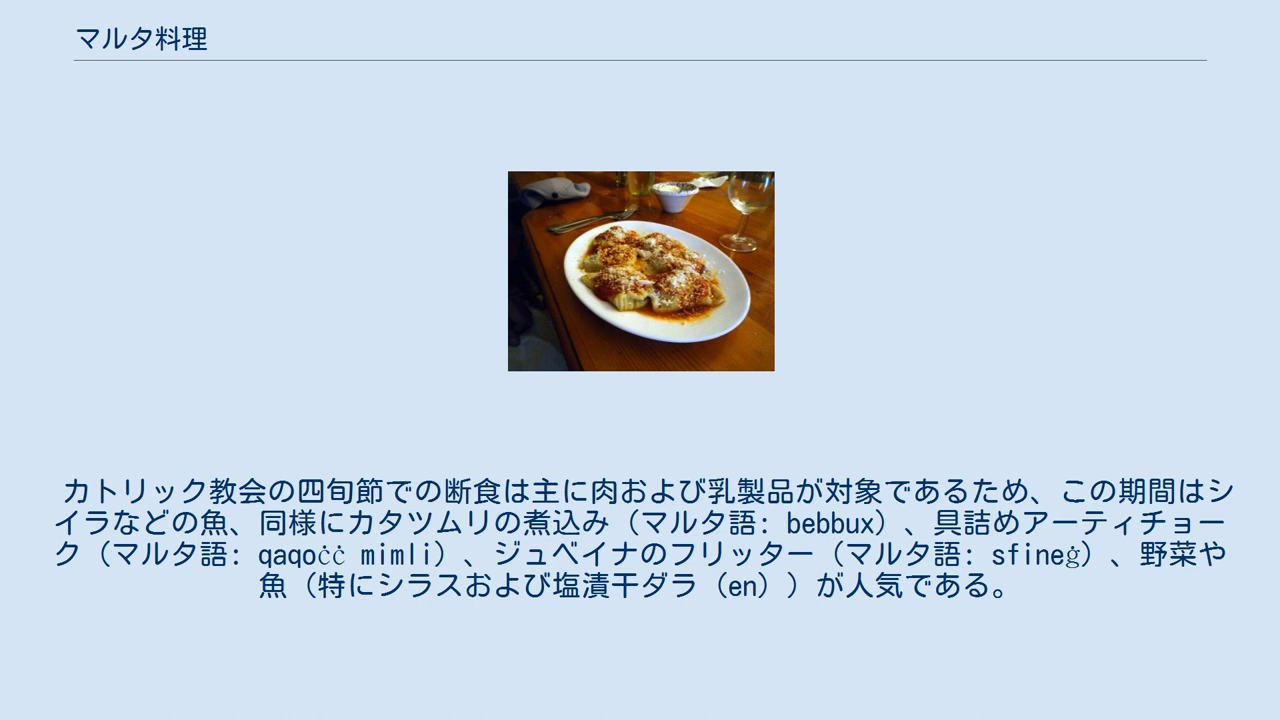 マルタ料理
カトリック教会の四旬節での断食は主に肉および乳製品が対象であるため、この期間はシ
イラなどの魚、同様にカタツムリの煮込み（マルタ語: bebbux）、具詰めアーティチョー
ク（マルタ語: qaqoċċ mimli）、ジュベイナのフリッター（マルタ語: sfineġ）、野菜や
魚（特にシラスおよび塩漬干ダラ（en））が人気である。